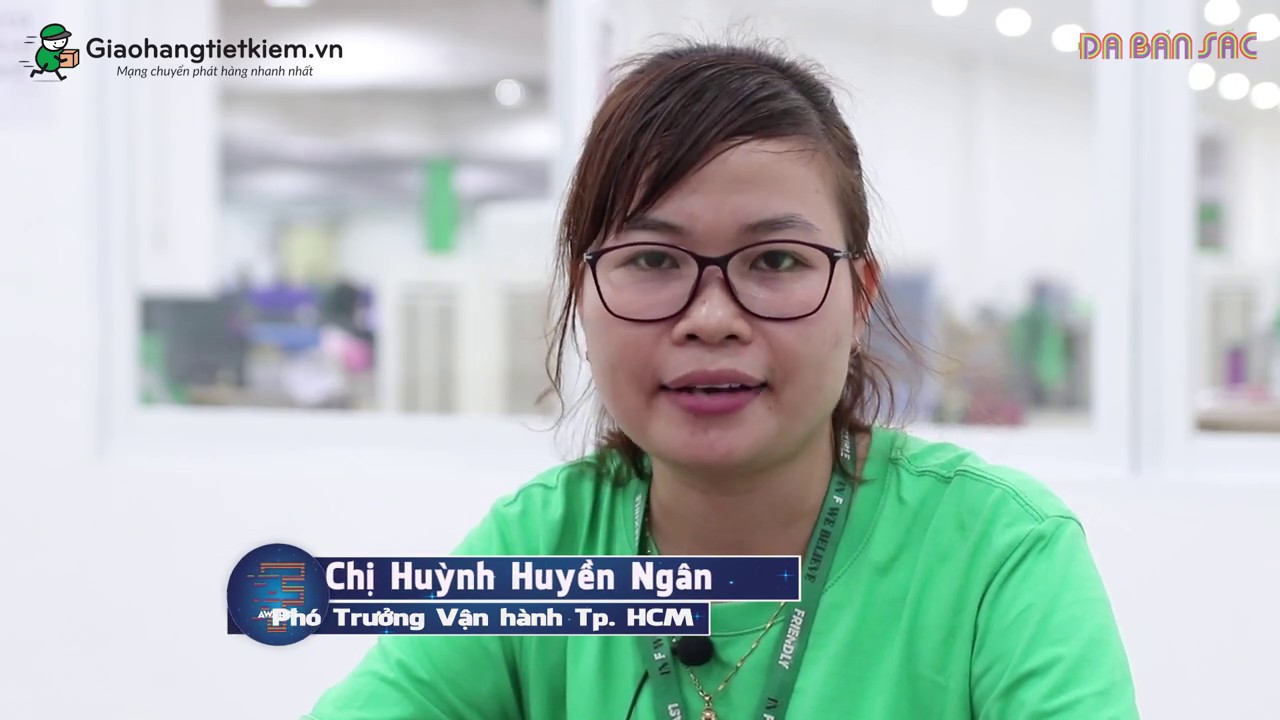 Giaohangtietkiem.vn
Mạng chuyển phát hàng nhanh nhất
ĐA BẢN SẮC
Chị Huỳnh Huyền Ngân
Phó Trưởng Vận hành Tp. HCM
WE BELIEVE
FRIENDLY